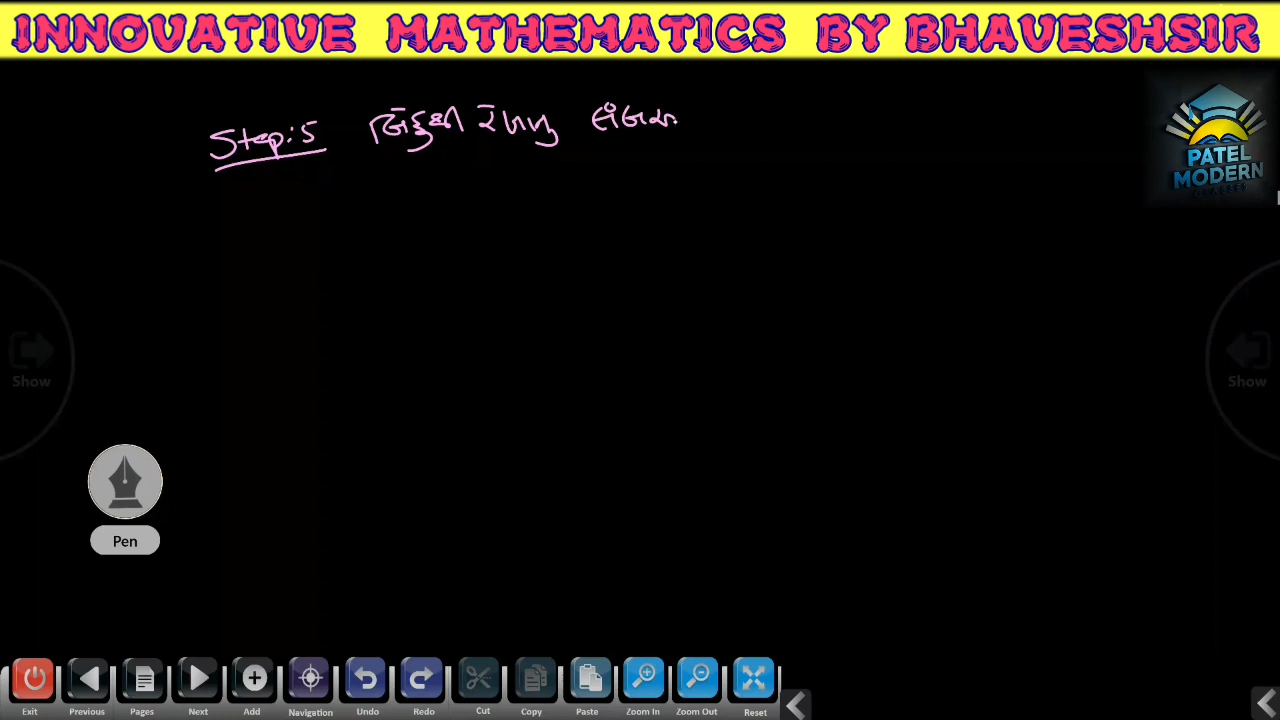 INNOVATIVE MATHEMATICS BY BHAVESHSIR
Step:5 બિંદુથી રેખાનું લંબઅં
PATEL
MODERN
Show
Show
Pen
Exit Previous Pages Next Add Navigation Undo Redo Cut Copy Paste Zoom In Zoom Out Reset